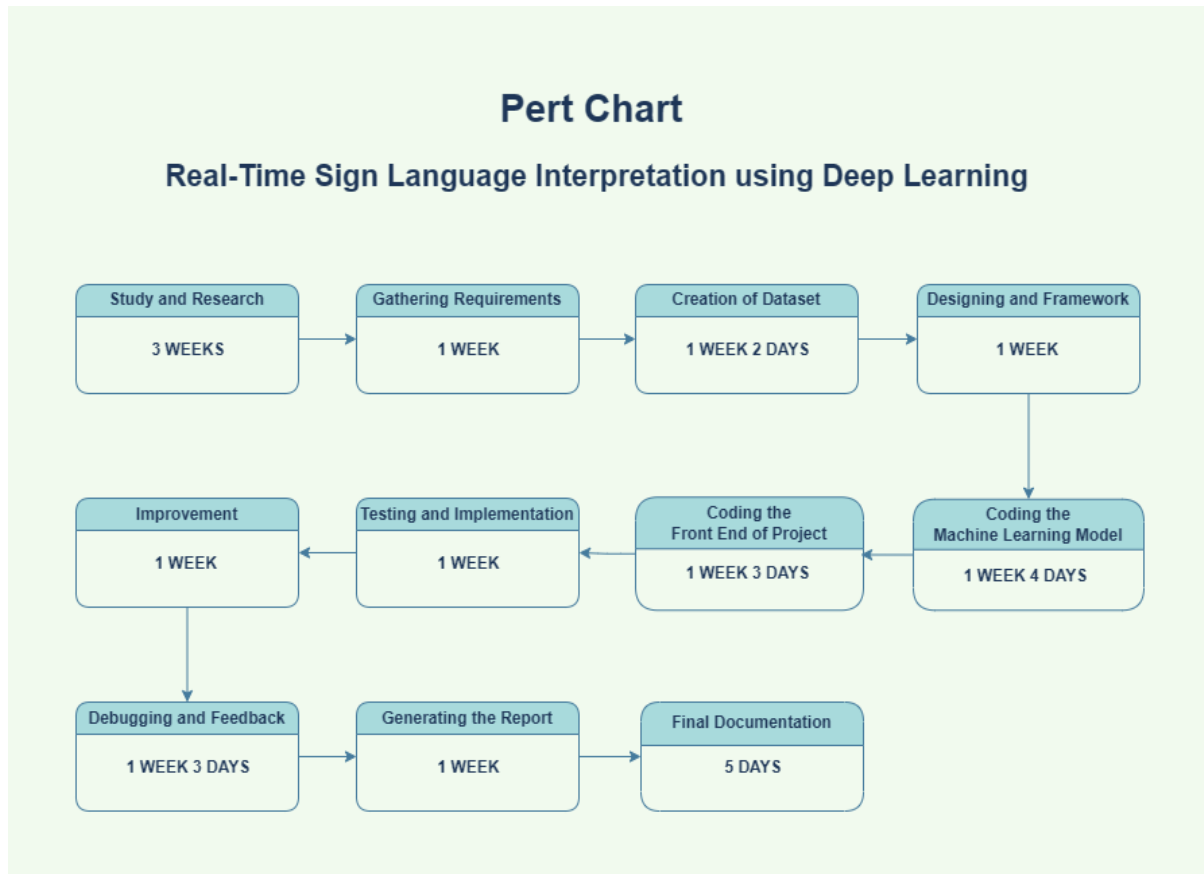 Pert Chart
Real-Time Sign Language Interpretation using Deep Learning
Study and Research
3 WEEKS
Gathering Requirements
1 WEEK
Creation of Dataset
1 WEEK 2 DAYS
Designing and Framework
1 WEEK
Coding the
Machine Learning Model
1 WEEK 4 DAYS
Coding the
Front End of Project
1 WEEK 3 DAYS
Testing and Implementation
1 WEEK
Improvement
1 WEEK
Debugging and Feedback
1 WEEK 3 DAYS
Generating the Report
1 WEEK
Final Documentation
5 DAYS